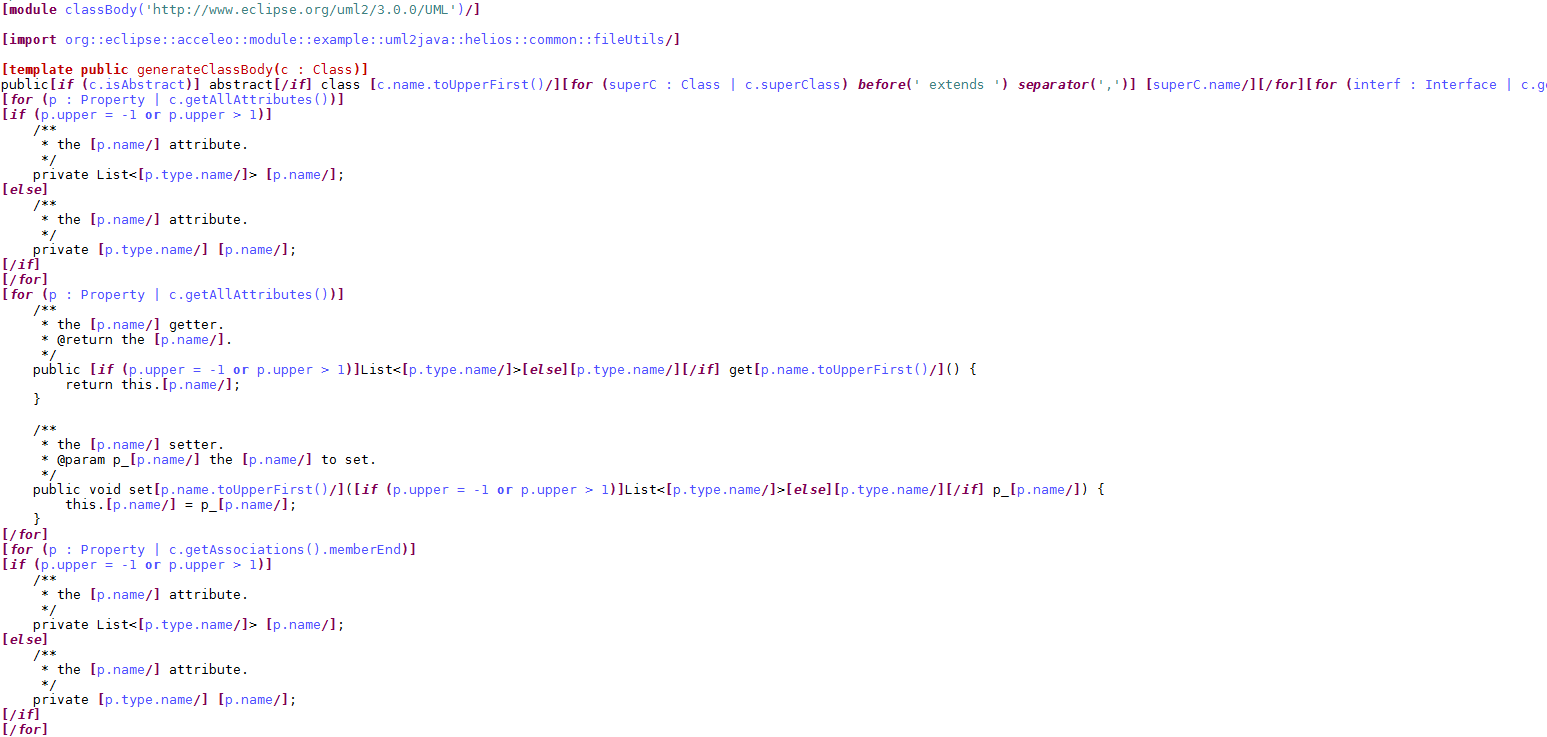 [module classBody('http://www.eclipse.org/uml2/3.0.0/UML')/]

[import org::eclipse::acceleo::module::example::uml2java::helios::common::fileUtils/]

[template public generateClassBody(c : Class)]
public[if (c.isAbstract)] abstract[/if] class [c.name.toUpperFirst()/][for (superC : Class | c.superClass) before(' extends ') separator(',')] [superC.name/][/for][for (interf : Interface | c.ge
[for (p : Property | c.getAllAttributes())]
[if (p.upper = -1 or p.upper > 1)]
    /**
     * the [p.name/] attribute.
     */
    private List<[p.type.name/]> [p.name/];
[else]
    /**
     * the [p.name/] attribute.
     */
    private [p.type.name/] [p.name/];
[/if]
[/for]
[for (p : Property | c.getAllAttributes())]
    /**
     * the [p.name/] getter.
     * @return the [p.name/].
     */
    public [if (p.upper = -1 or p.upper > 1)]List<[p.type.name/]>[else][p.type.name/][/if] get[p.name.toUpperFirst()/]() {
        return this.[p.name/];
    }

    /**
     * the [p.name/] setter.
     * @param p_[p.name/] the [p.name/] to set.
     */
    public void set[p.name.toUpperFirst()/]([if (p.upper = -1 or p.upper > 1)]List<[p.type.name/]>[else][p.type.name/][/if] p_[p.name/]) {
        this.[p.name/] = p_[p.name/];
    }
[/for]
[for (p : Property | c.getAssociations().memberEnd)]
[if (p.upper = -1 or p.upper > 1)]
    /**
     * the [p.name/] attribute.
     */
    private List<[p.type.name/]> [p.name/];
[else]
    /**
     * the [p.name/] attribute.
     */
    private [p.type.name/] [p.name/];
[/if]
[/for]